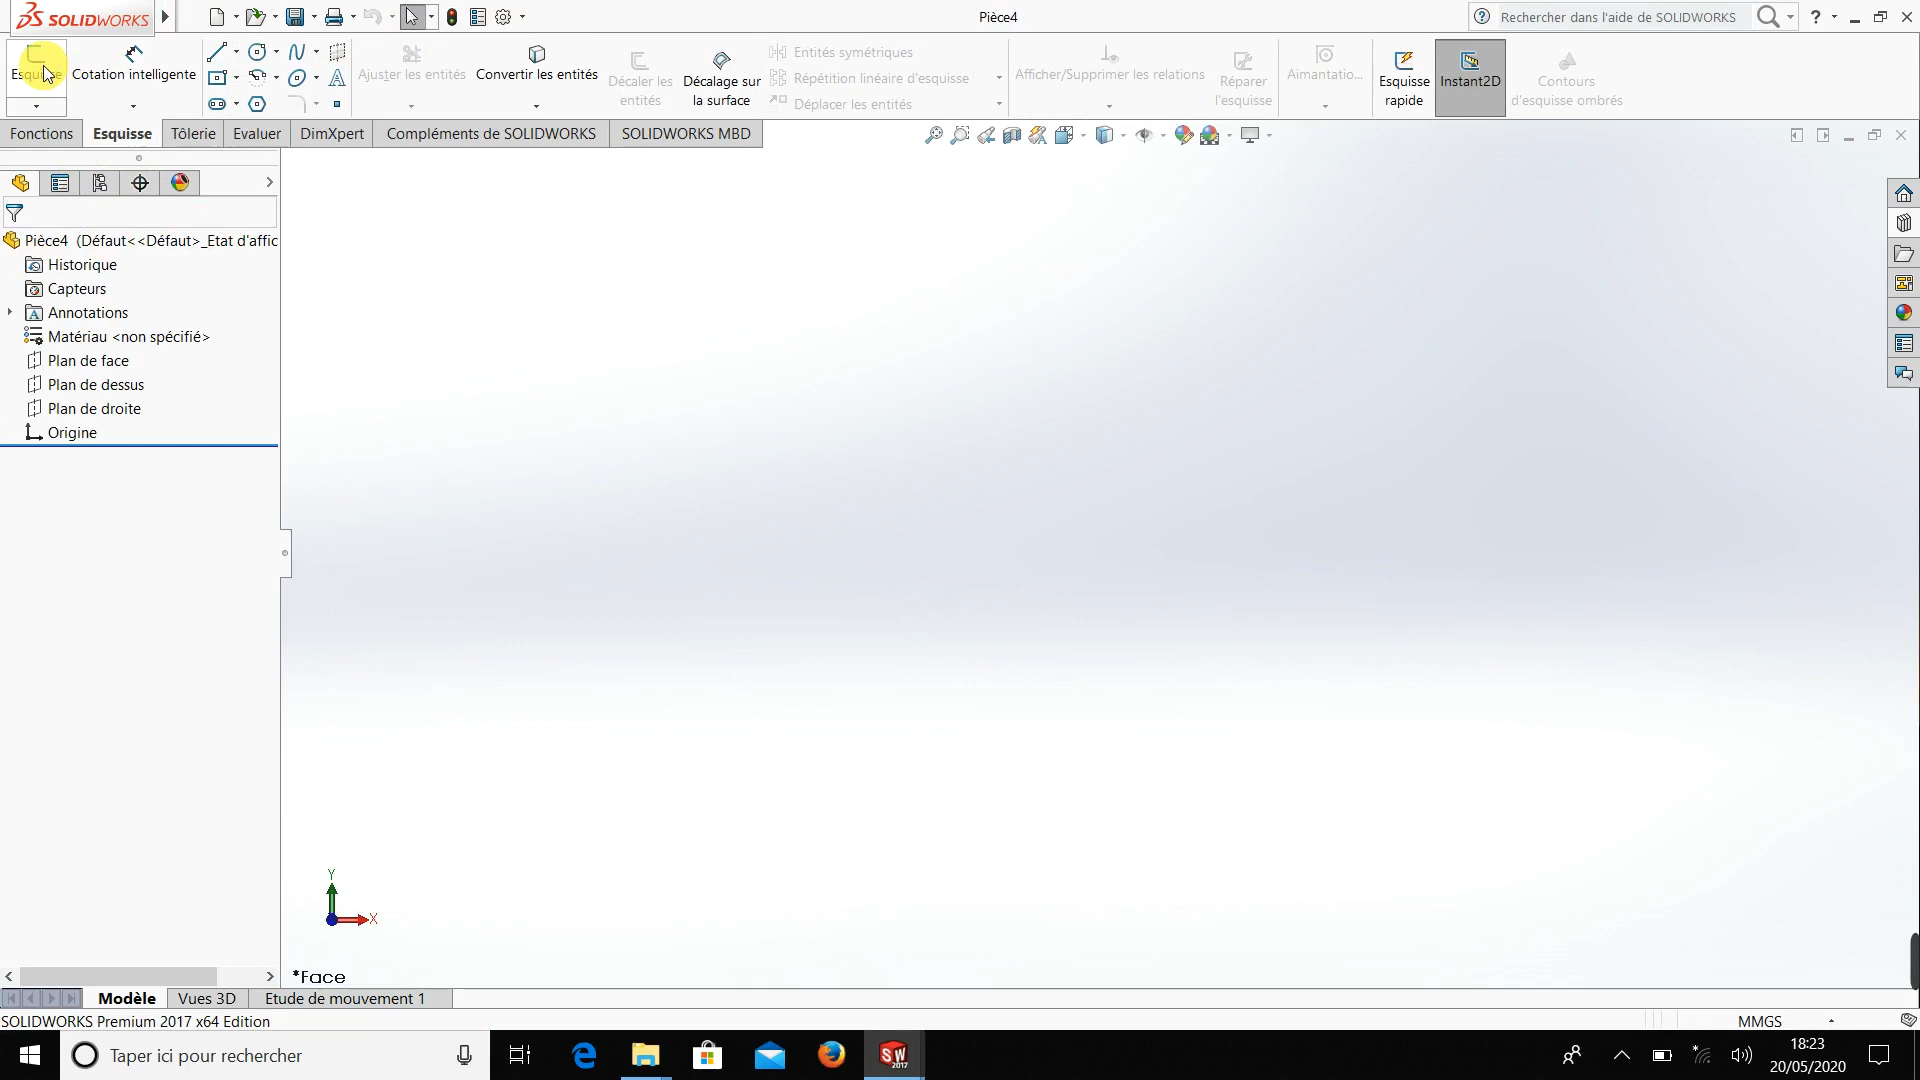 SOLIDWORKS
Pièce4
Rechercher dans l'aide de SOLIDWORKS
Esquisse
Cotation intelligente
Ajuster les entités
Convertir les entités
Décaler les
entités
Décalage sur
la surface
Entités symétriques
Répétition linéaire d'esquisse
Déplacer les entités
Afficher/Supprimer les relations
Réparer
l'esquisse
Aimantatio...
Esquisse
rapide
Instant2D
Contours
d'esquisse ombrés
Fonctions
Esquisse
Tôlerie
Evaluer
DimXpert
Compléments de SOLIDWORKS
SOLIDWORKS MBD
Pièce4 (Défaut<<Défaut>_Etat d'affic
Historique
Capteurs
Annotations
Matériau <non spécifié>
Plan de face
Plan de dessus
Plan de droite
Origine
Y
X
*Face
Modèle
Vues 3D
Etude de mouvement 1
SOLIDWORKS Premium 2017 x64 Edition
MMGS
Taper ici pour rechercher
SW
2017
18:23
20/05/2020